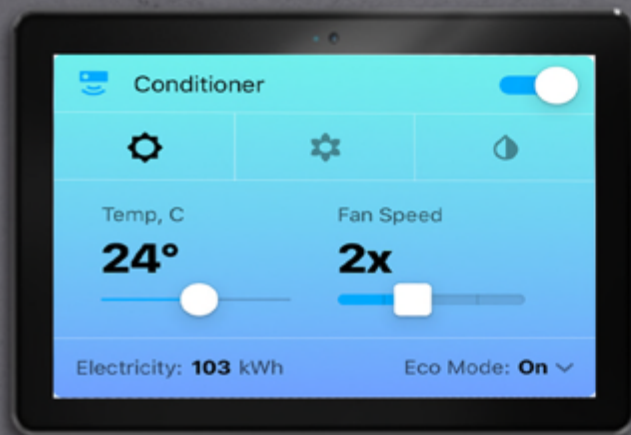 Conditioner
Temp, C Fan Speed
24° 2x
Electricity: 103 kWh Eco Mode: On